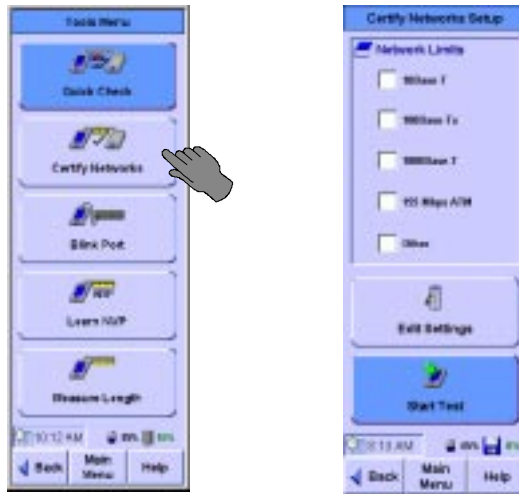 Tools Menu
Quick Check
Certify Networks
Blink Port
Learn NVP
Measure Length
10:12 AM
Back
Main
Menu
Help
Certify Networks Setup
Network Limits
10Base T
100Base Tx
1000Base T
155 Mbps ATM
Other
Edit Settings
Start Test
10:13 AM
Back
Main
Menu
Help